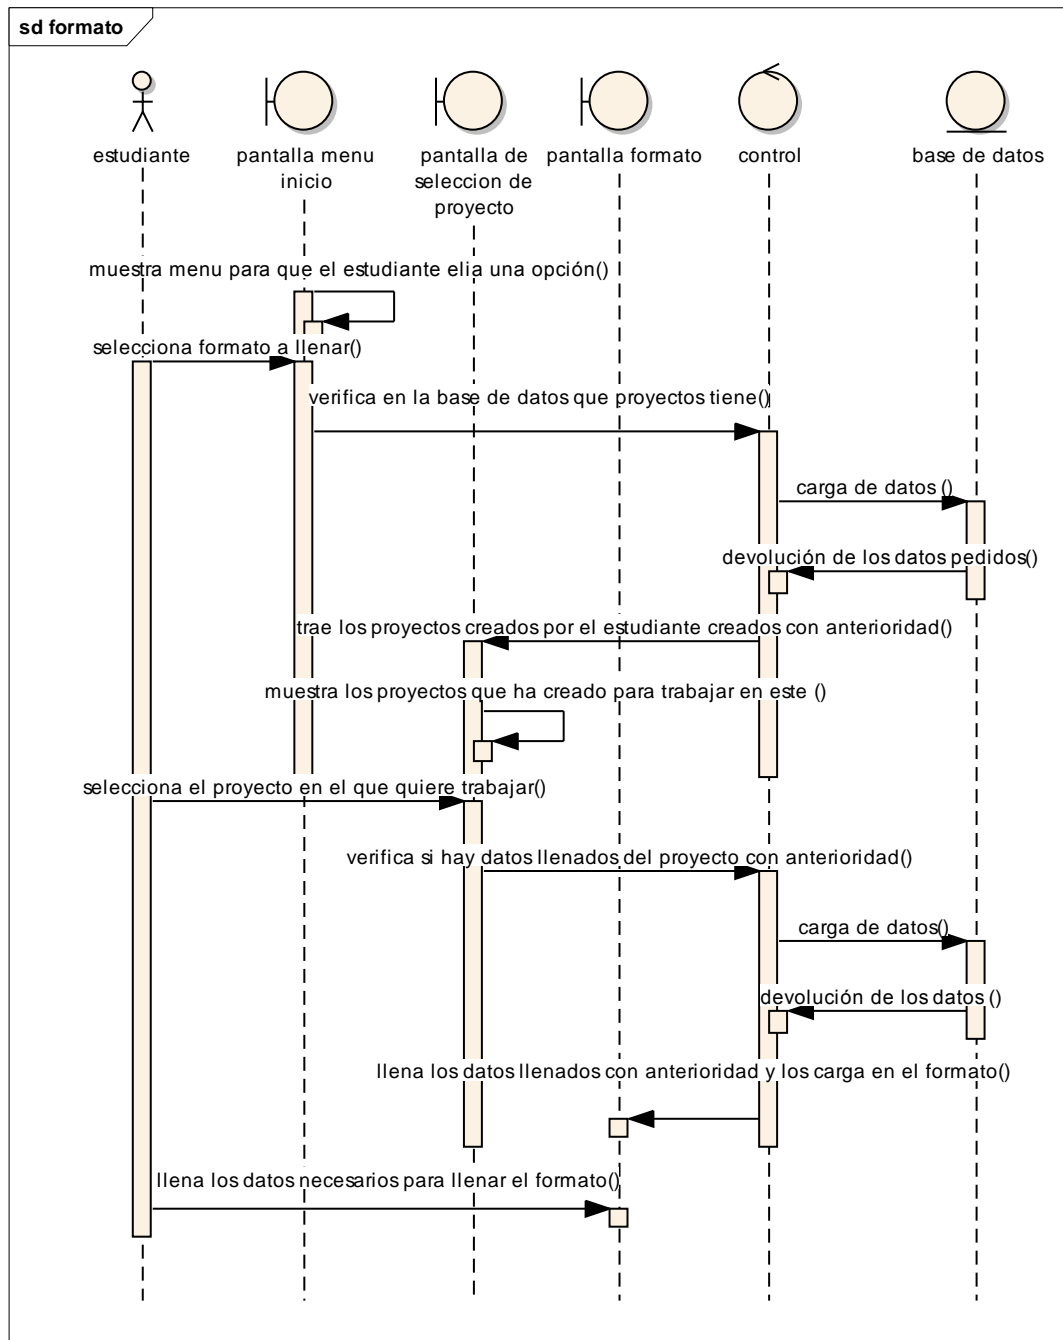 sd formato
estudiante
pantalla menu
inicio
pantalla de
seleccion de
proyecto
pantalla formato
control
base de datos
muestra menu para que el estudiante elia una opción()
selecciona formato a llenar()
verifica en la base de datos que proyectos tiene()
carga de datos ()
devolución de los datos pedidos()
trae los proyectos creados por el estudiante creados con anterioridad()
muestra los proyectos que ha creado para trabajar en este ()
selecciona el proyecto en el que quiere trabajar()
verifica si hay datos llenados del proyecto con anterioridad()
carga de datos()
devolución de los datos ()
llena los datos llenados con anterioridad y los carga en el formato()
llena los datos necesarios para llenar el formato()